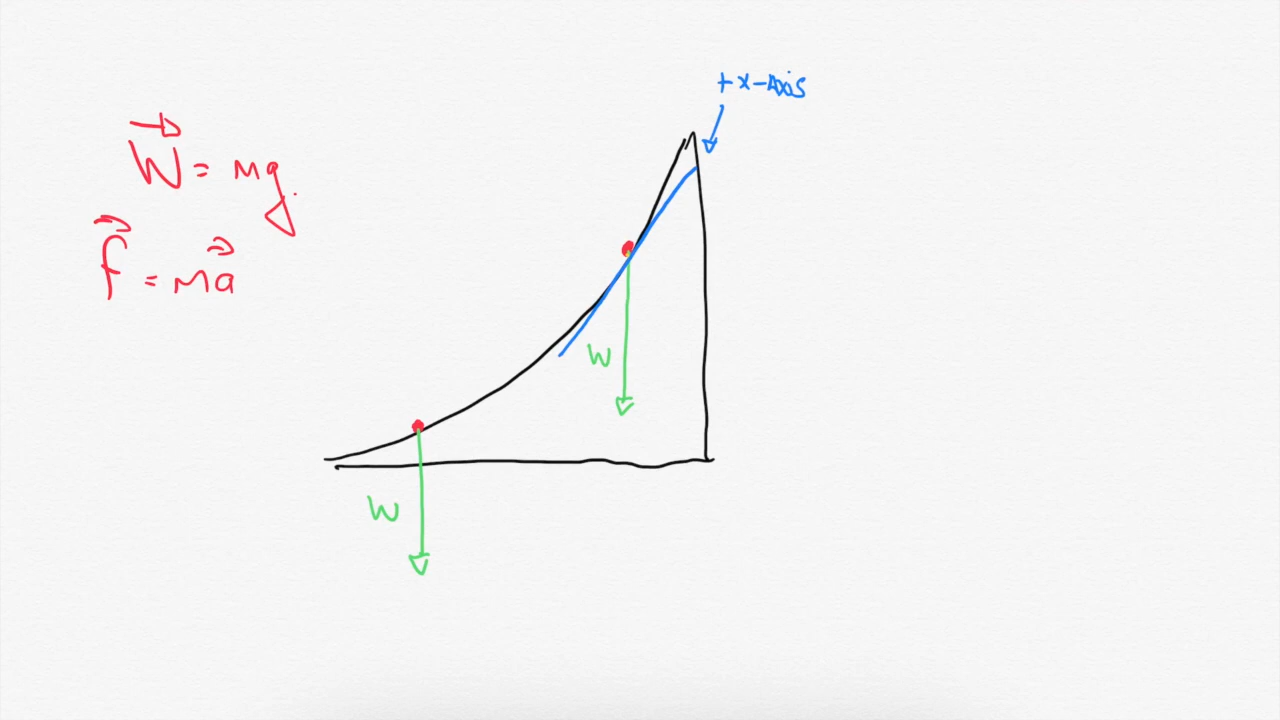 + x-Axis
W = mg
F = ma
W
W